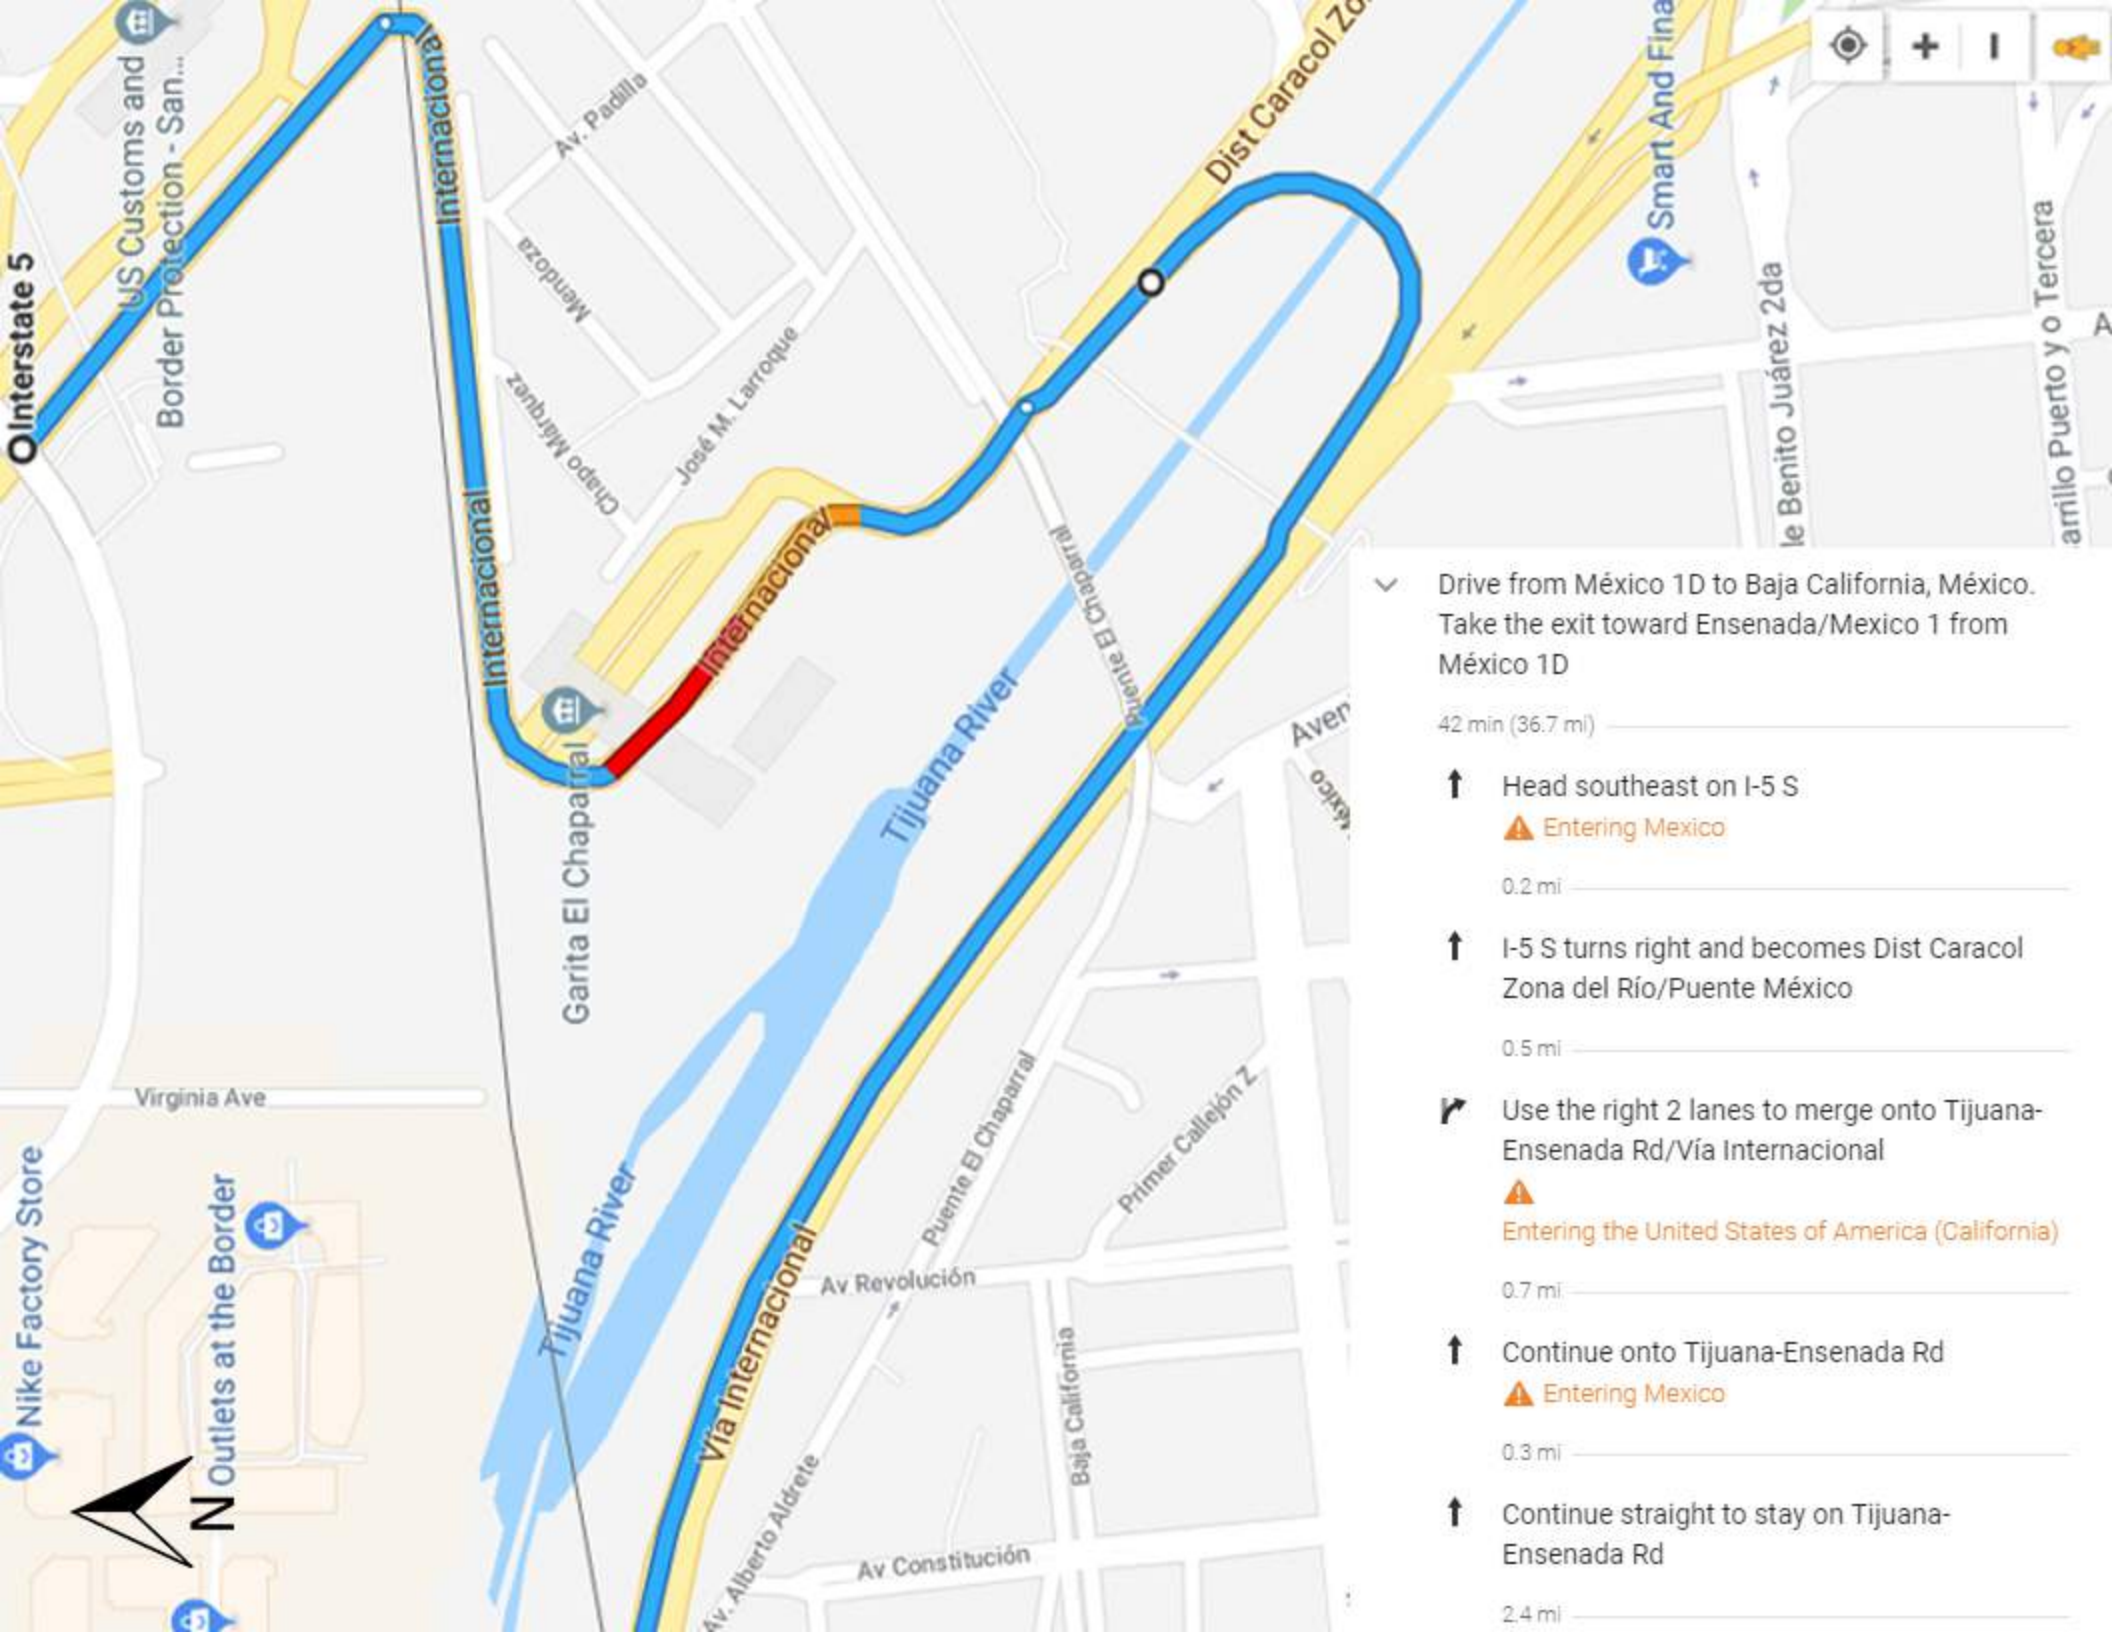 US Customs and
Border Protection - San...
Interstate 5
Internacional
Av. Padilla
Mendoza
Chapo Márquez
José M. Larroque
Dist Caracol Zo
Smart And Fina
le Benito Juárez 2da
arrillo Puerto y o Tercera
A
Internacional
Internacional
Garita El Chaparral
Puente El Chaparral
Puente
Tijuana River
Aven
México
Virginia Ave
Nike Factory Store
Outlets at the Border
N
Tijuana River
Vía Internacional
Puente El Chaparral
Primer Callejón Z
Av Revolución
Baja California
Av. Alberto Aldrete
Av Constitución
Drive from México 1D to Baja California, México.
Take the exit toward Ensenada/Mexico 1 from
México 1D
42 min (36.7 mi)
Head southeast on I-5 S
Entering Mexico
0.2 mi
I-5 S turns right and becomes Dist Caracol
Zona del Río/Puente México
0.5 mi
Use the right 2 lanes to merge onto Tijuana-
Ensenada Rd/Vía Internacional
Entering the United States of America (California)
0.7 mi
Continue onto Tijuana-Ensenada Rd
Entering Mexico
0.3 mi
Continue straight to stay on Tijuana-
Ensenada Rd
2.4 mi